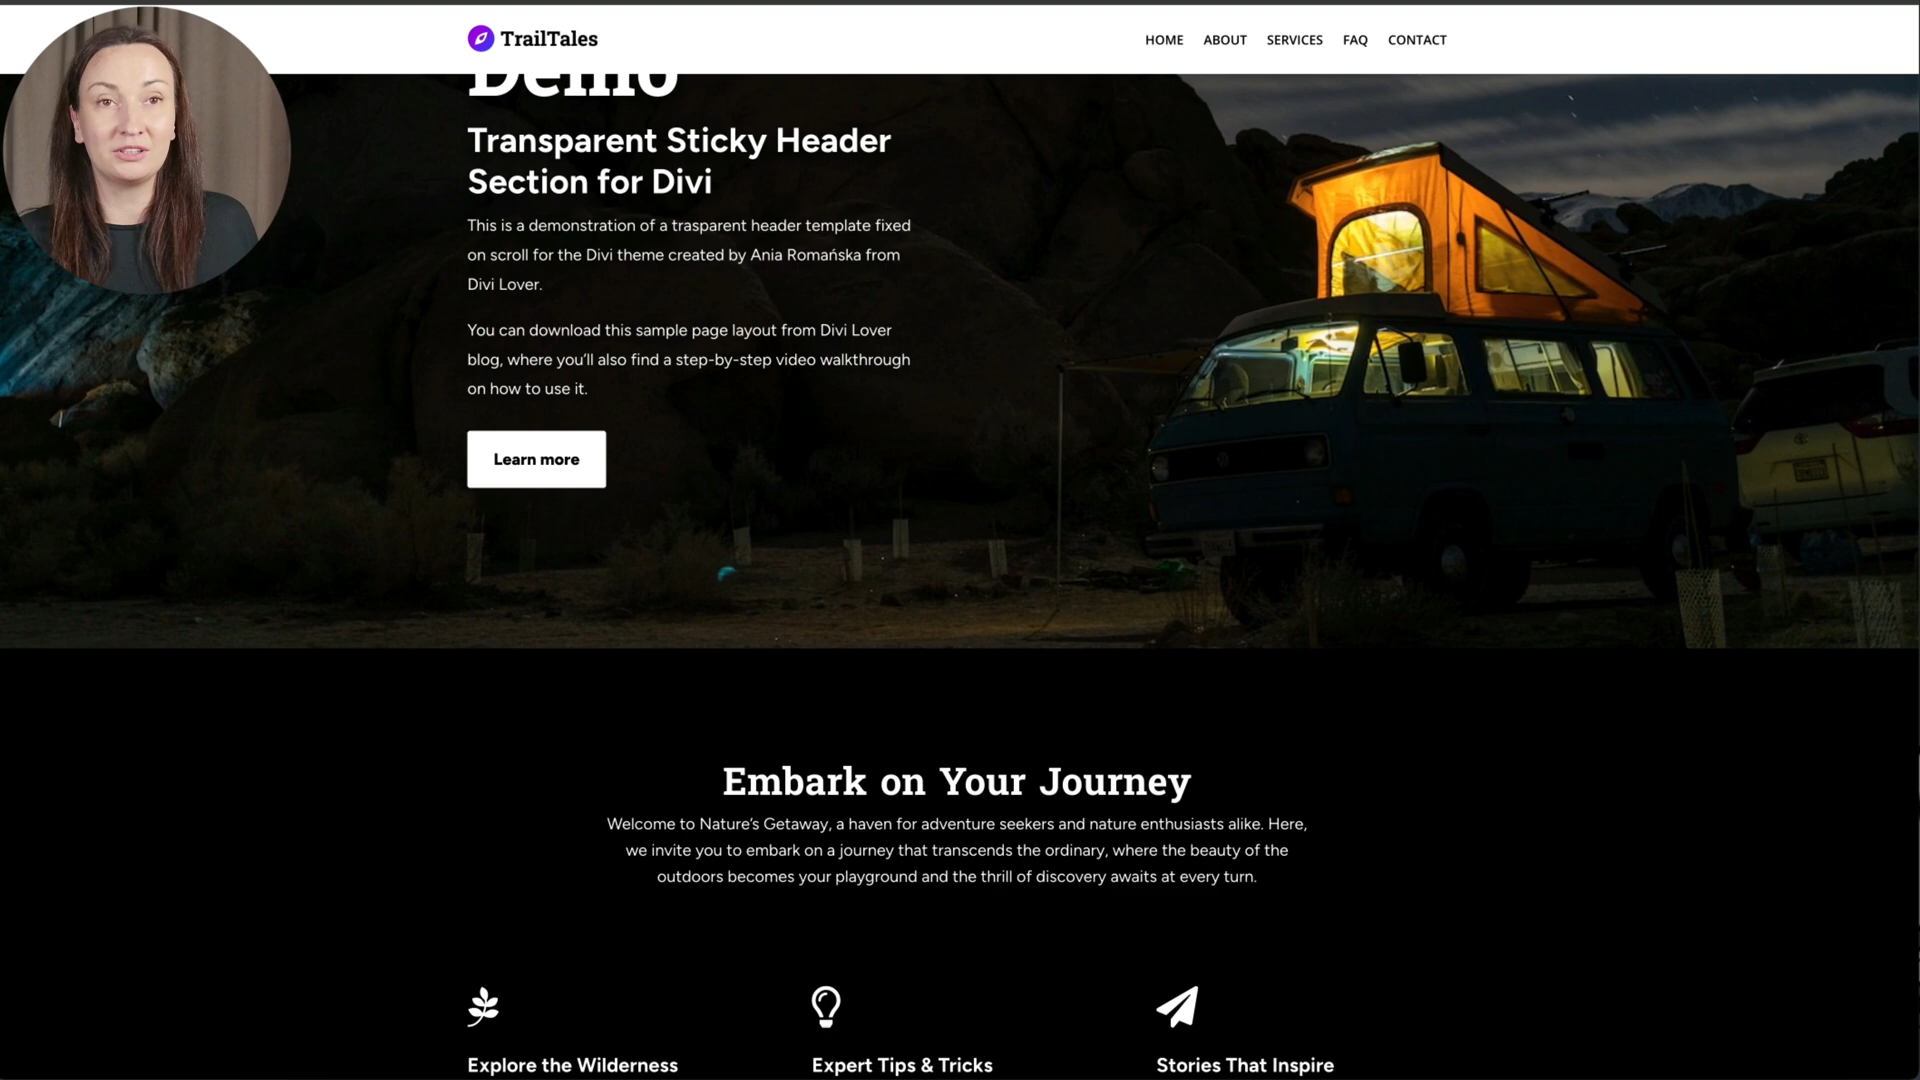 TrailTales
HOME ABOUT SERVICES FAQ CONTACT
Demo
Transparent Sticky Header
Section for Divi
This is a demonstration of a trasparent header template fixed
on scroll for the Divi theme created by Ania Romańska from
Divi Lover.
You can download this sample page layout from Divi Lover
blog, where you’ll also find a step-by-step video walkthrough
on how to use it.
Learn more
Embark on Your Journey
Welcome to Nature’s Getaway, a haven for adventure seekers and nature enthusiasts alike. Here,
we invite you to embark on a journey that transcends the ordinary, where the beauty of the
outdoors becomes your playground and the thrill of discovery awaits at every turn.
Explore the Wilderness
Expert Tips & Tricks
Stories That Inspire